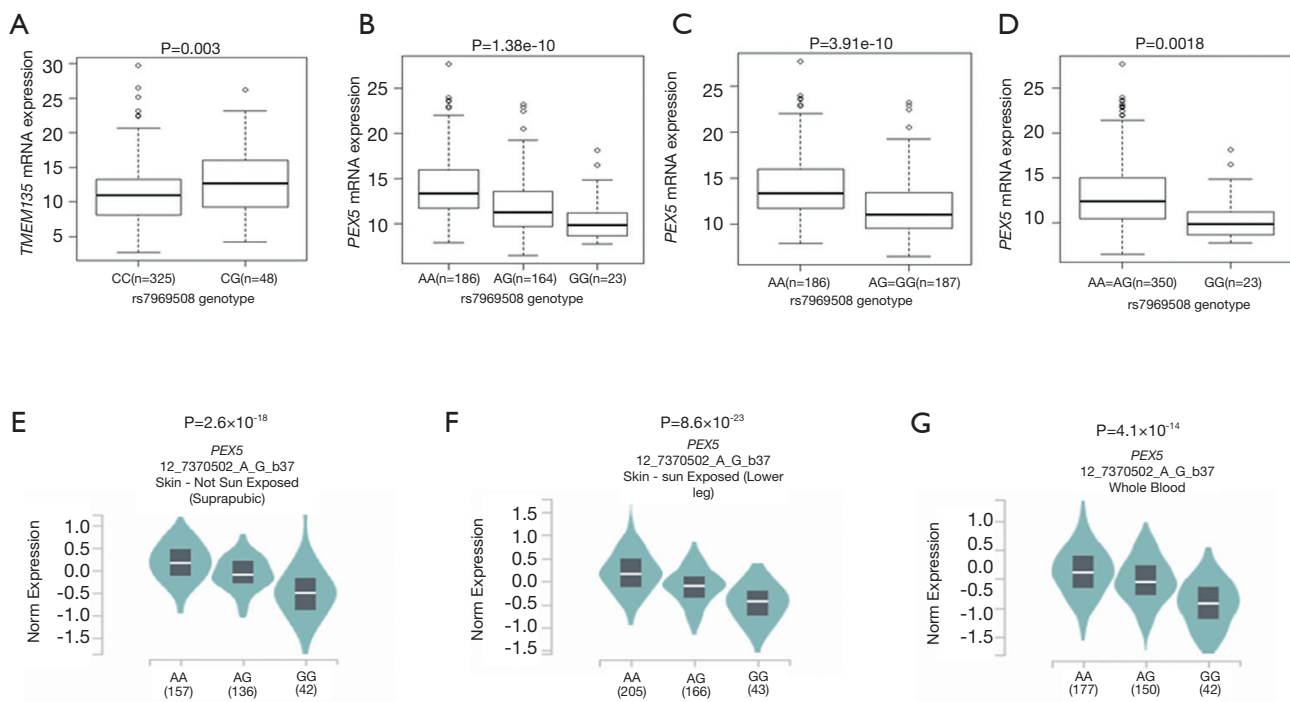 A
P=0.003
TMEM135 mRNA expression
30
25
20
15
10
5
CC(n=325) CG(n=48)
rs7969508 genotype
B
P=1.38e-10
PEX5 mRNA expression
25
20
15
10
AA(n=186) AG(n=164) GG(n=23)
rs7969508 genotype
C
P=3.91e-10
PEX5 mRNA expression
25
20
15
10
AA(n=186) AG=GG(n=187)
rs7969508 genotype
D
P=0.0018
PEX5 mRNA expression
25
20
15
10
AA=AG(n=350) GG(n=23)
rs7969508 genotype
E
P=2.6×10-18
PEX5
12_7370502_A_G_b37
Skin - Not Sun Exposed
(Suprapubic)
Norm Expression
1.0
0.5
0.0
-0.5
-1.0
-1.5
AA AG GG
(157) (136) (42)
F
P=8.6×10-23
PEX5
12_7370502_A_G_b37
Skin - sun Exposed (Lower
leg)
Norm Expression
1.5
1.0
0.5
0.0
-0.5
-1.0
-1.5
AA AG GG
(205) (166) (43)
G
P=4.1×10-14
PEX5
12_7370502_A_G_b37
Whole Blood
Norm Expression
1.0
0.5
0.0
-0.5
-1.0
-1.5
AA AG GG
(177) (150) (42)